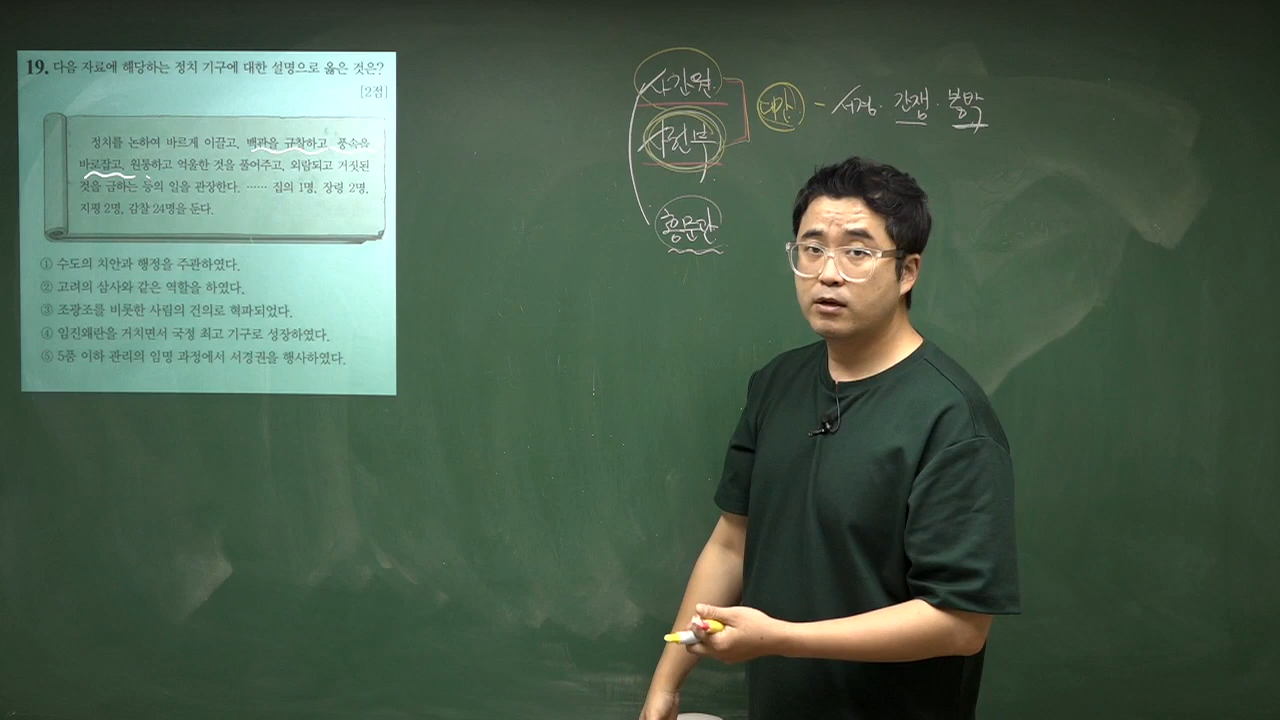 19. 다음 자료에 해당하는 정치 기구에 대한 설명으로 옳은 것은?
[2점]
정치를 논하여 바르게 이끌고, 백관을 규찰하고, 풍속을
바로잡고, 원통하고 억울한 것을 풀어주고, 외람되고 거짓된
것을 금하는 등의 일을 관장한다. …… 집의 1명, 장령 2명,
지평 2명, 감찰 24명을 둔다.
① 수도의 치안과 행정을 주관하였다.
② 고려의 삼사와 같은 역할을 하였다.
③ 조광조를 비롯한 사림의 건의로 혁파되었다.
④ 임진왜란을 거치면서 국정 최고 기구로 성장하였다.
⑤ 5품 이하 관리의 임명 과정에서 서경권을 행사하였다.
사간원
사헌부
홍문관
대간 - 서경. 간쟁. 봉박